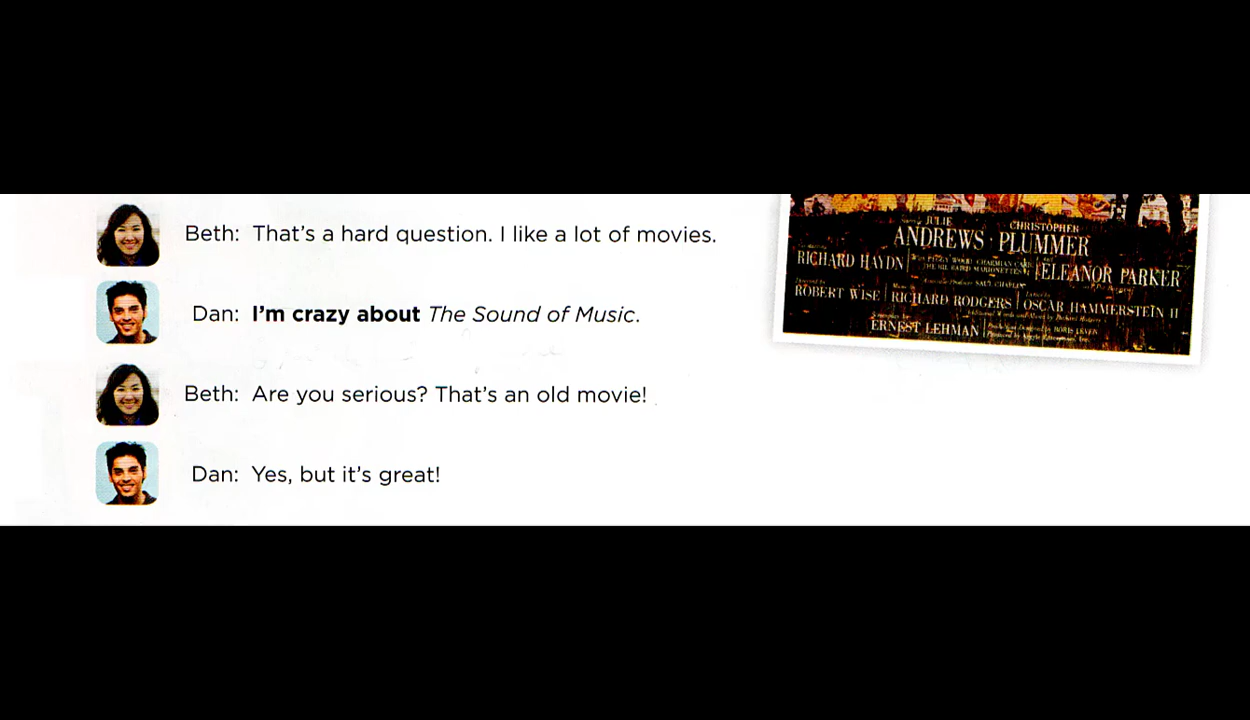 Beth: That's a hard question. I like a lot of movies.
Dan: I'm crazy about The Sound of Music.
Beth: Are you serious? That's an old movie!
Dan: Yes, but it's great!
JULIE ANDREWS · CHRISTOPHER PLUMMER
RICHARD HAYDN
ELEANOR PARKER
ROBERT WISE | RICHARD RODGERS | OSCAR HAMMERSTEIN II
ERNEST LEHMAN